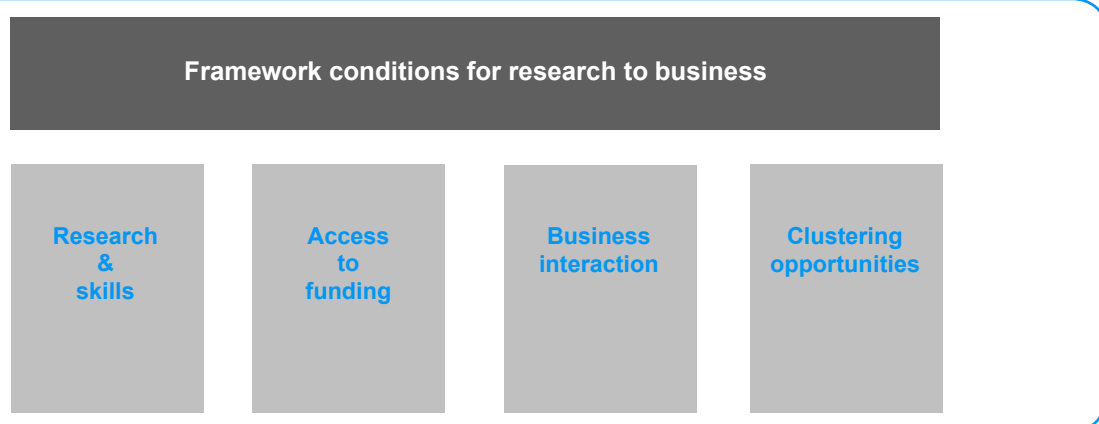 Framework conditions for research to business
Research
&
skills
Access
to
funding
Business
interaction
Clustering
opportunities